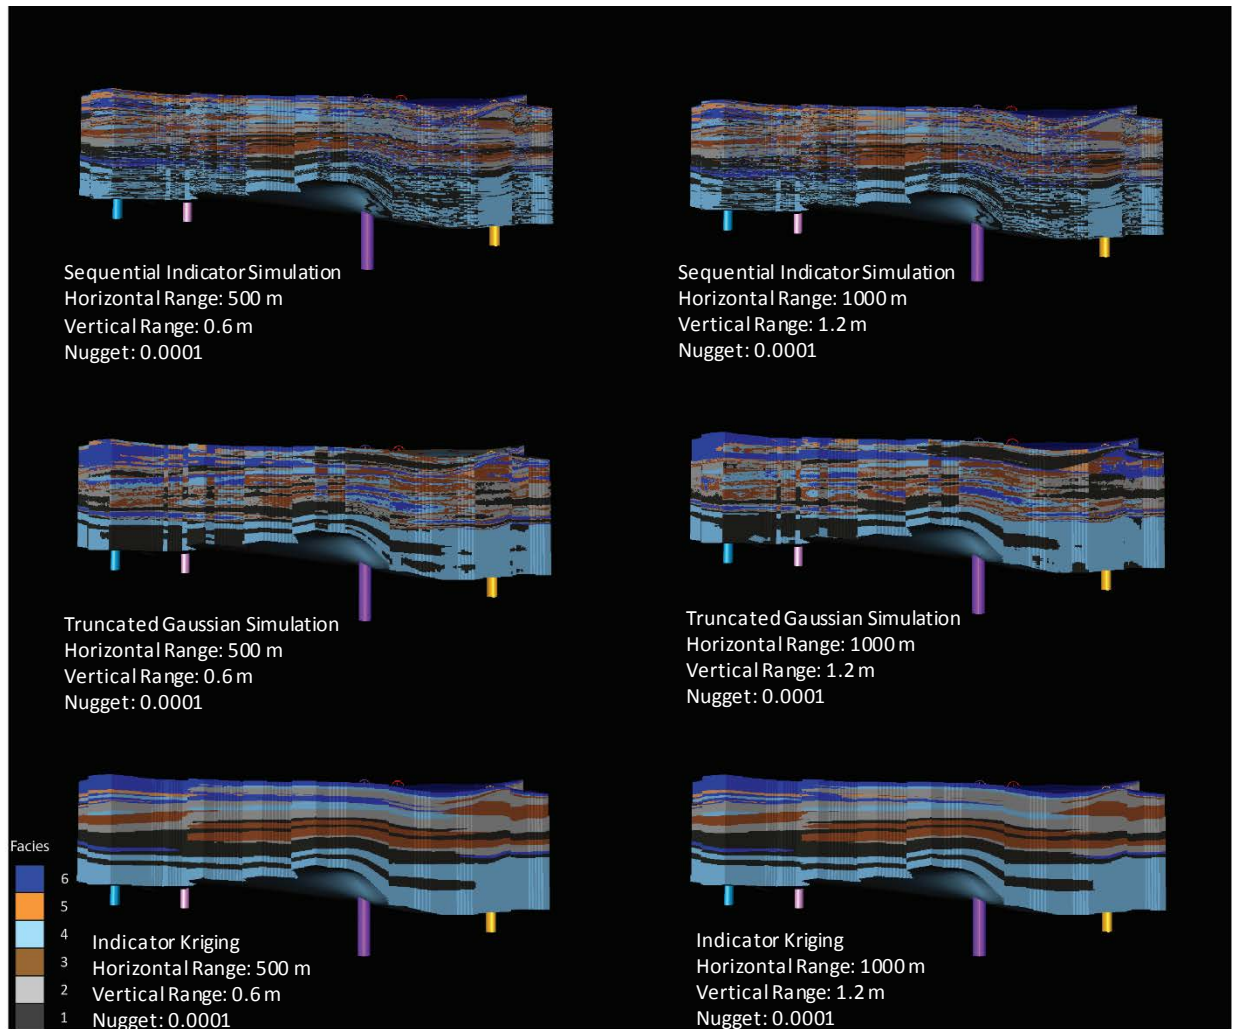 Sequential Indicator Simulation
Horizontal Range: 500 m
Vertical Range: 0.6 m
Nugget: 0.0001
Sequential Indicator Simulation
Horizontal Range: 1000 m
Vertical Range: 1.2 m
Nugget: 0.0001
Truncated Gaussian Simulation
Horizontal Range: 500 m
Vertical Range: 0.6 m
Nugget: 0.0001
Truncated Gaussian Simulation
Horizontal Range: 1000 m
Vertical Range: 1.2 m
Nugget: 0.0001
Facies
6
5
4
3
2
1
Indicator Kriging
Horizontal Range: 500 m
Vertical Range: 0.6 m
Nugget: 0.0001
Indicator Kriging
Horizontal Range: 1000 m
Vertical Range: 1.2 m
Nugget: 0.0001